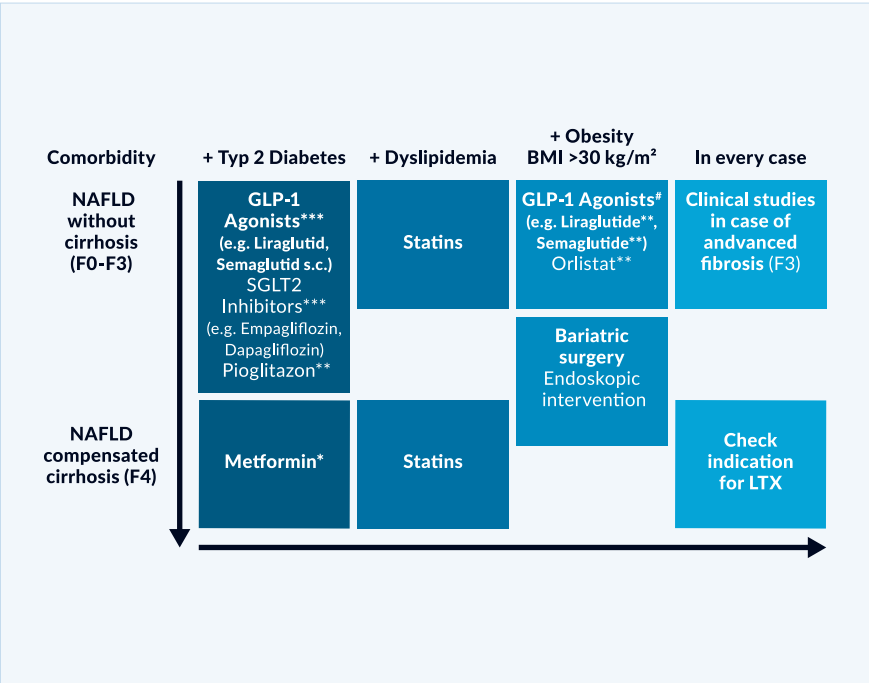 Comorbidity
+ Typ 2 Diabetes
+ Dyslipidemia
+ Obesity
BMI >30 kg/m²
In every case
NAFLD
without
cirrhosis
(F0-F3)
GLP-1
Agonists***
(e.g. Liraglutid,
Semaglutid s.c.)
SGLT2
Inhibitors***
(e.g. Empagliflozin,
Dapagliflozin)
Pioglitazon**
Statins
GLP-1 Agonists#
(e.g. Liraglutide**,
Semaglutide**)
Orlistat**
Clinical studies
in case of
andvanced
fibrosis (F3)
Bariatric
surgery
Endoskopic
intervention
NAFLD
compensated
cirrhosis (F4)
Metformin*
Statins
Check
indication
for LTX